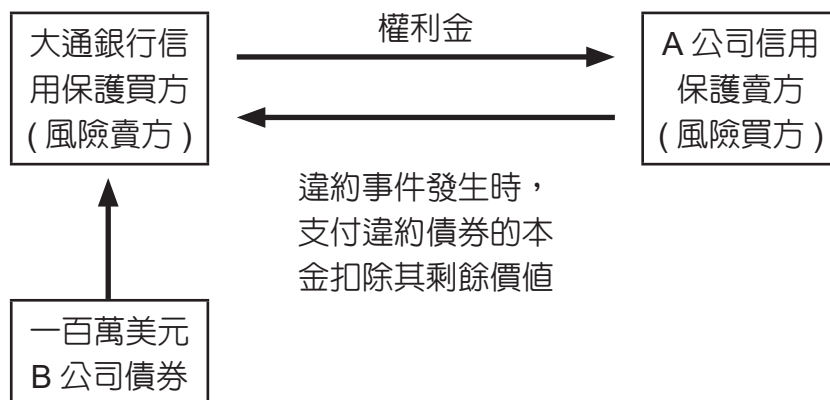 大通銀行信
用保護買方
( 風險賣方 )
權利金
A 公司信用
保護賣方
( 風險買方 )
違約事件發生時，
支付違約債券的本
金扣除其剩餘價值
一百萬美元
B 公司債券